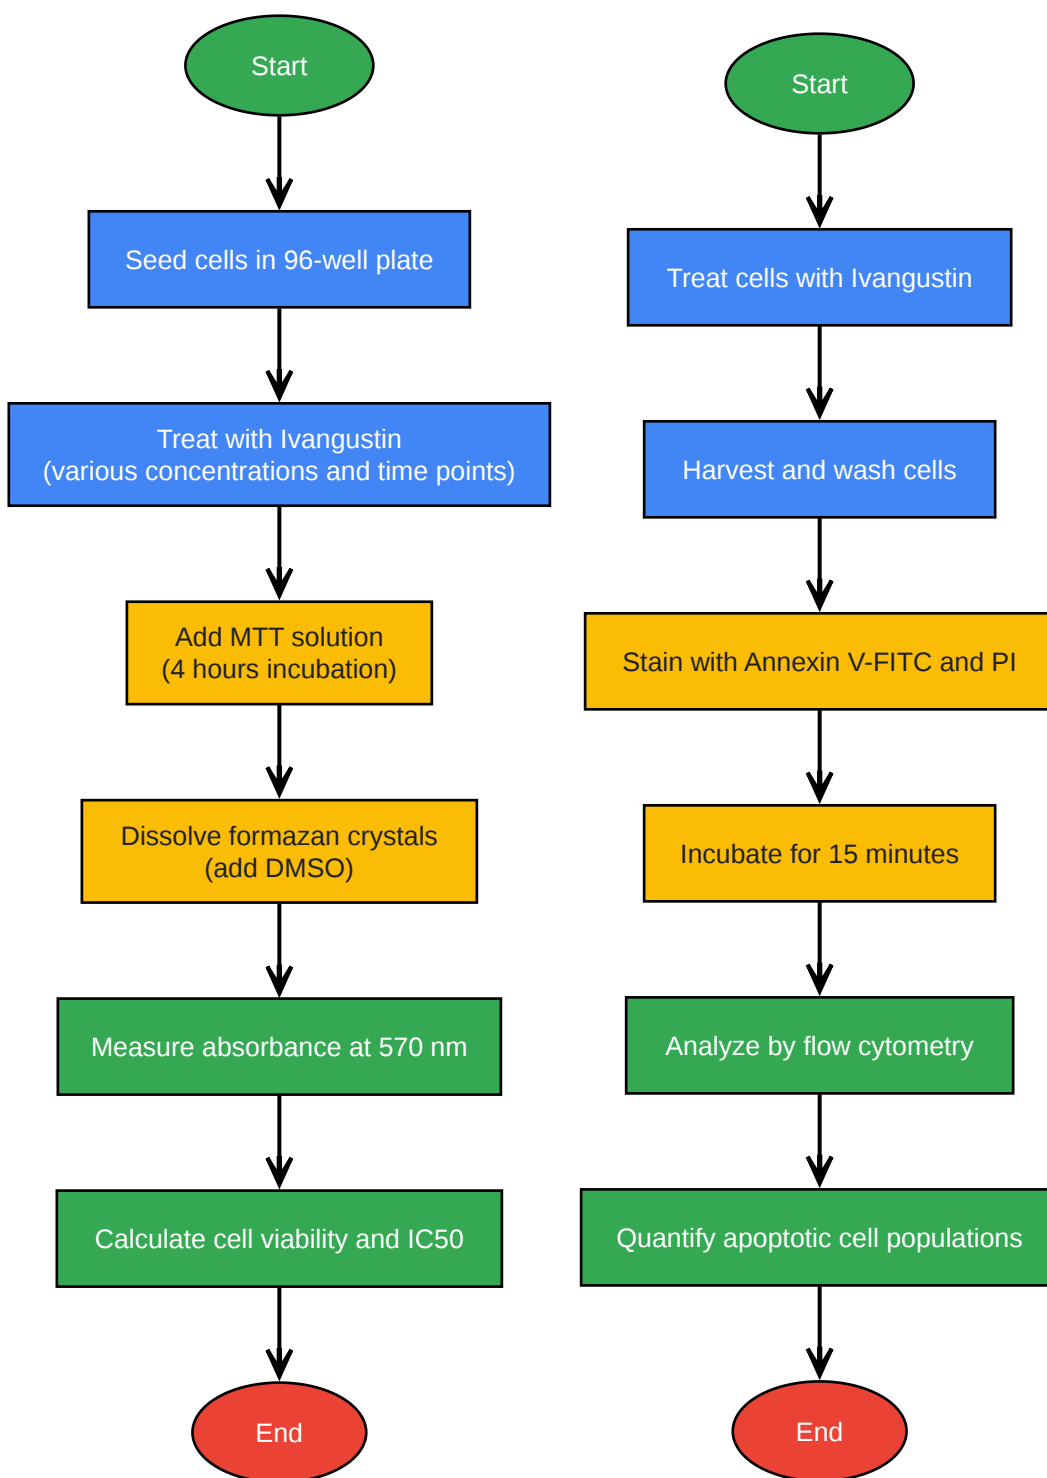 Start
Seed cells in 96-well plate
Treat with Ivangustin
(various concentrations and time points)
Add MTT solution
(4 hours incubation)
Dissolve formazan crystals
(add DMSO)
Measure absorbance at 570 nm
Calculate cell viability and IC50
End
Start
Treat cells with Ivangustin
Harvest and wash cells
Stain with Annexin V-FITC and PI
Incubate for 15 minutes
Analyze by flow cytometry
Quantify apoptotic cell populations
End